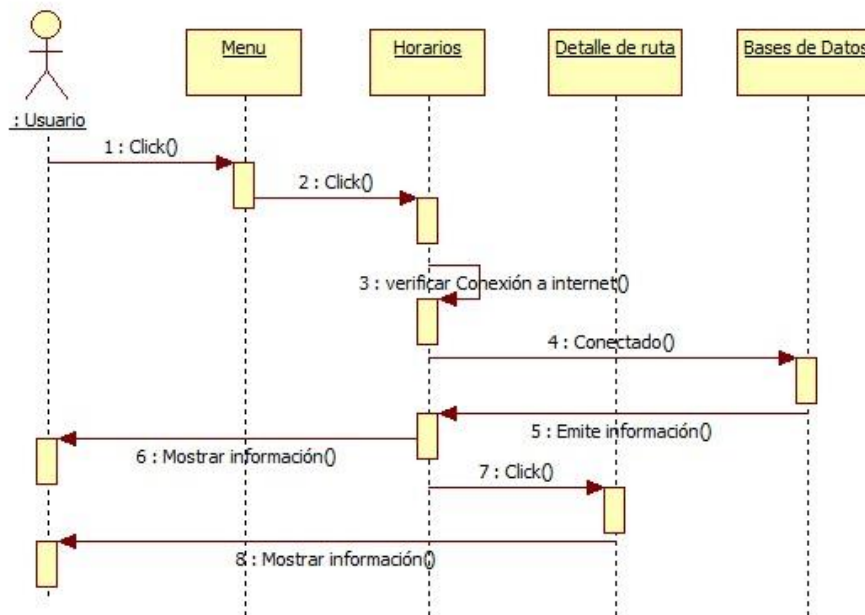 Menu
Horarios
Detalle de ruta
Bases de Datos
: Usuario
1 : Click()
2 : Click()
3 : verificar Conexión a internet()
4 : Conectado()
5 : Emite información()
6 : Mostrar información()
7 : Click()
8 : Mostrar información()